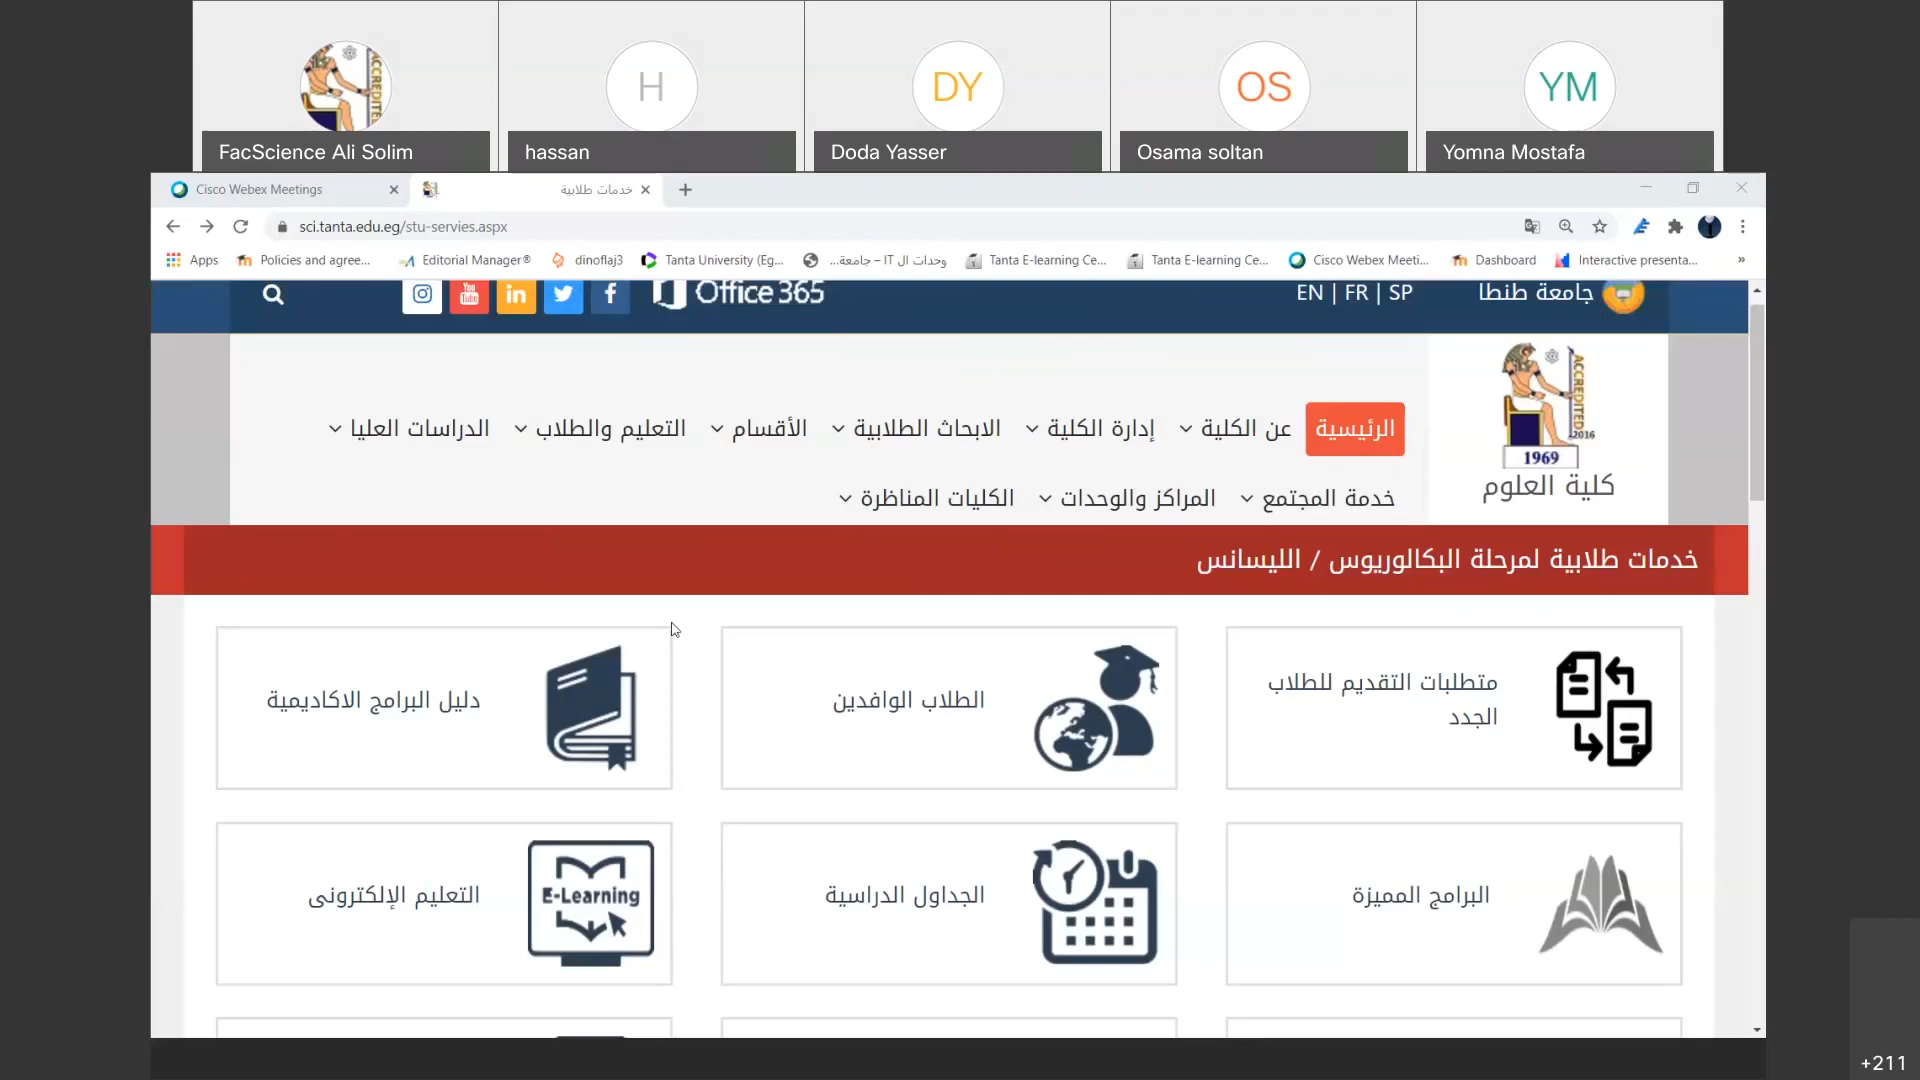 ACCREDITED
H
DY
OS
YM
FacScience Ali Solim
hassan
Doda Yasser
Osama soltan
Yomna Mostafa
Cisco Webex Meetings
خدمات طلابية
sci.tanta.edu.eg/stu-servies.aspx
Apps
Policies and agree...
Editorial Manager®
dinoflaj3
Tanta University (Eg...
وحدات ال IT – جامعة...
Tanta E-learning Ce...
Tanta E-learning Ce...
Cisco Webex Meeti...
Dashboard
Interactive presenta...
»
You Tube
in
Office 365
EN | FR | SP
جامعة طنطا
ACCREDITED
2016
1969
كلية العلوم
الرئيسية
عن الكلية
إدارة الكلية
الابحاث الطلابية
الأقسام
التعليم والطلاب
الدراسات العليا
خدمة المجتمع
المراكز والوحدات
الكليات المناظرة
خدمات طلابية لمرحلة البكالوريوس / الليسانس
متطلبات التقديم للطلاب
الجدد
الطلاب الوافدين
دليل البرامج الاكاديمية
البرامج المميزة
الجداول الدراسية
E-Learning
التعليم الإلكترونى
+211